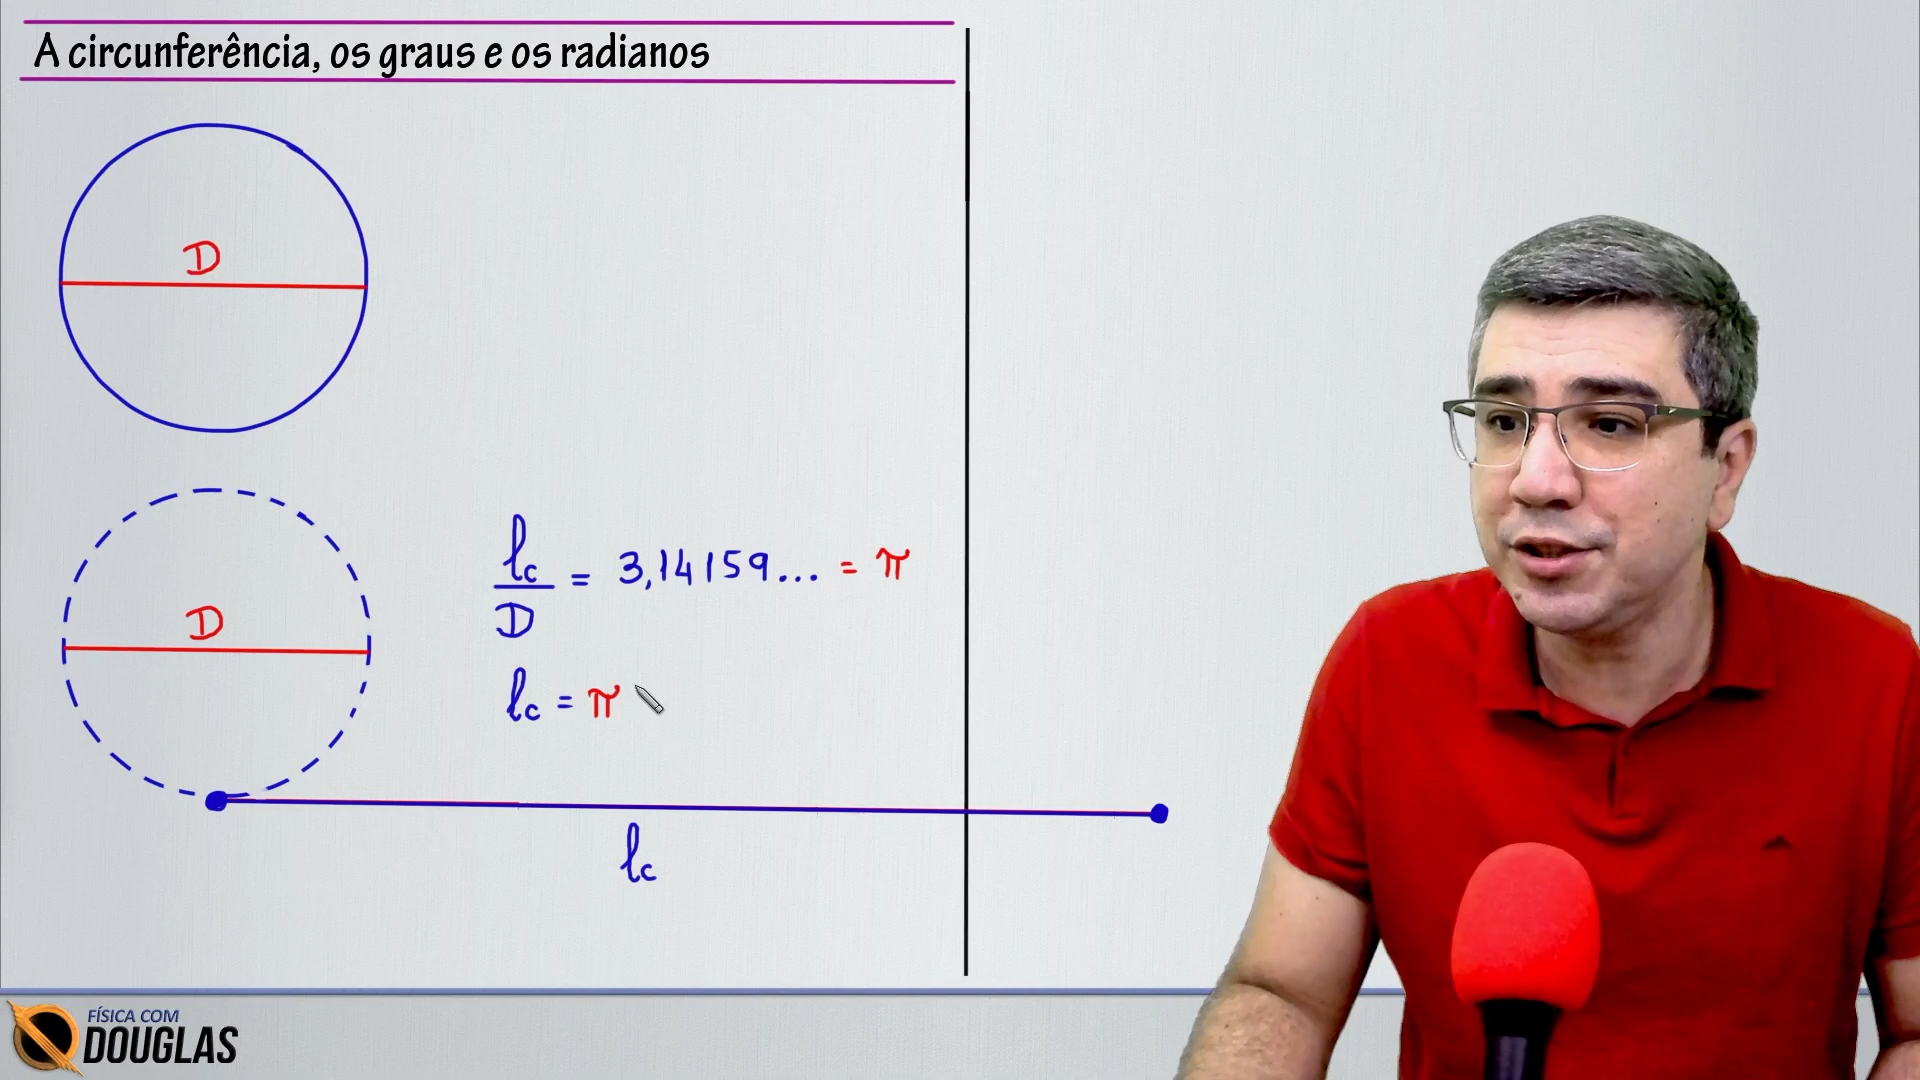 A circunferência, os graus e os radianos
D
D
lc/D = 3,14159... = π
lc = π
lc
FÍSICA COM
DOUGLAS